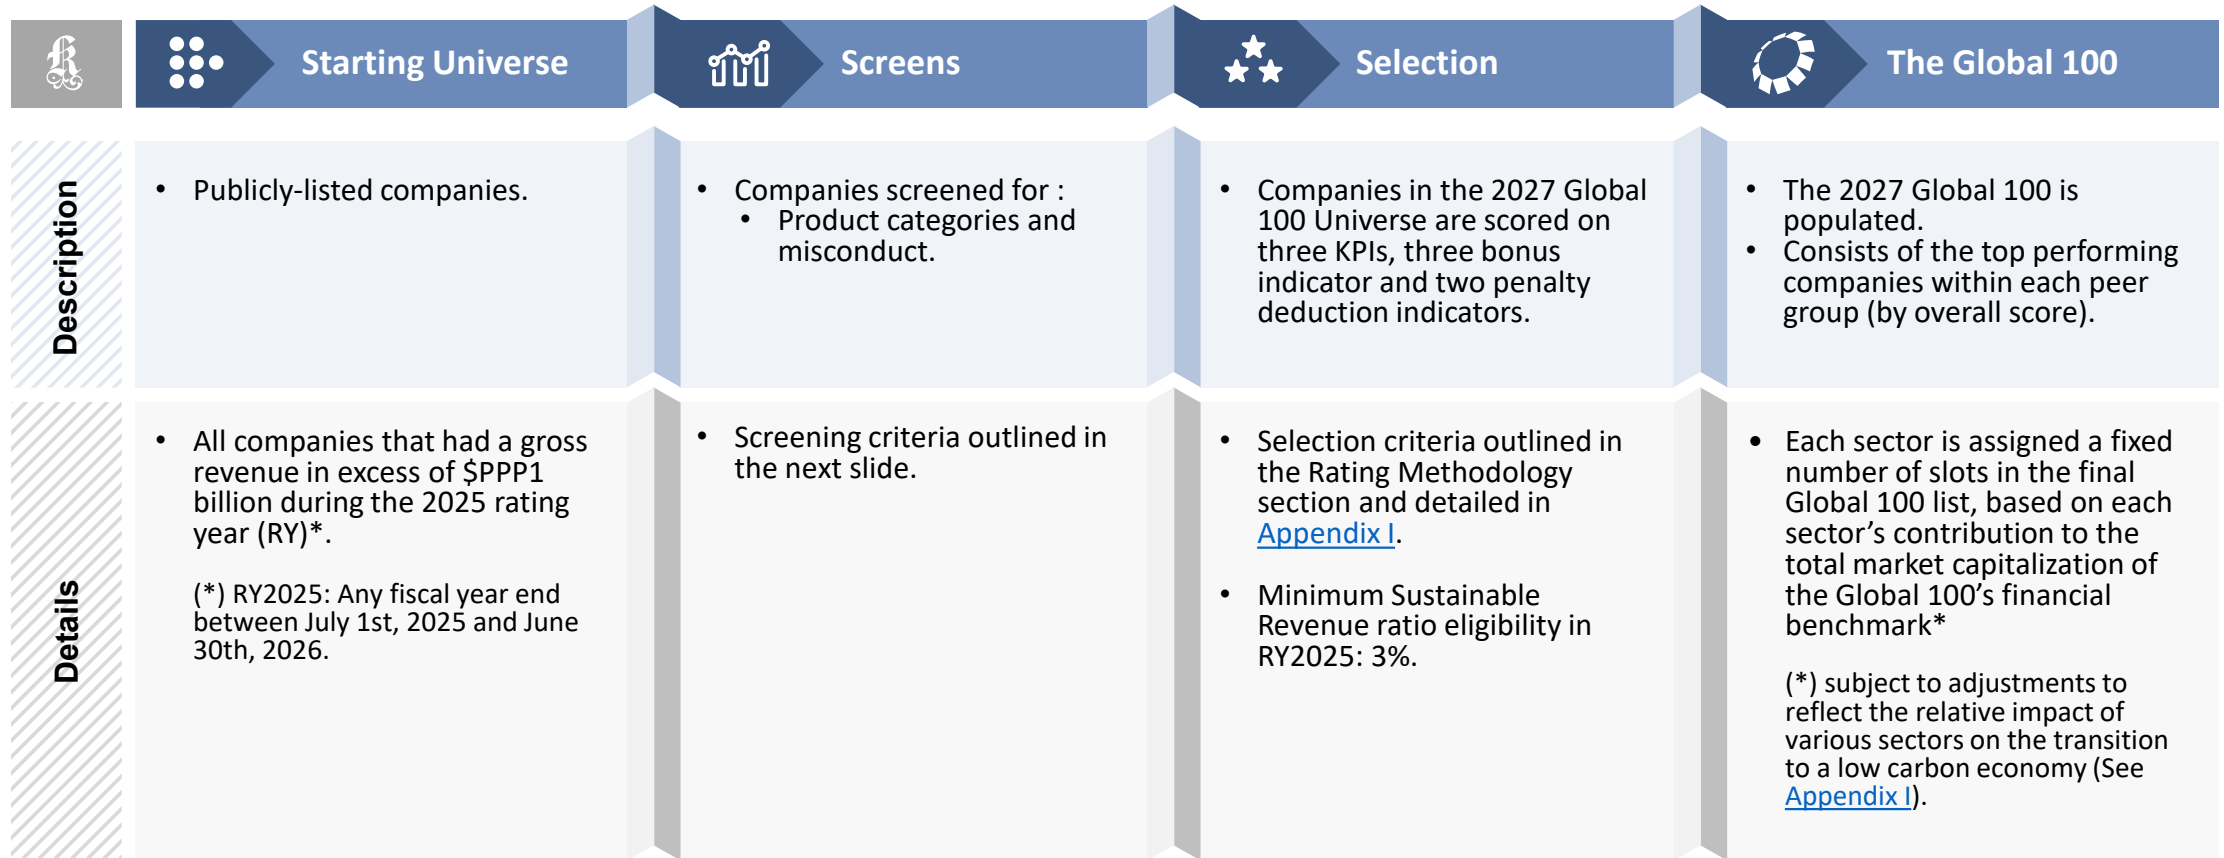 Starting Universe
Screens
Selection
The Global 100
Description
• Publicly-listed companies.
• Companies screened for :
• Product categories and
misconduct.
• Companies in the 2027 Global
100 Universe are scored on
three KPIs, three bonus
indicator and two penalty
deduction indicators.
• The 2027 Global 100 is
populated.
• Consists of the top performing
companies within each peer
group (by overall score).
Details
• All companies that had a gross
revenue in excess of $PPP1
billion during the 2025 rating
year (RY)*.
(*) RY2025: Any fiscal year end
between July 1st, 2025 and June
30th, 2026.
• Screening criteria outlined in
the next slide.
• Selection criteria outlined in
the Rating Methodology
section and detailed in
Appendix I.
• Minimum Sustainable
Revenue ratio eligibility in
RY2025: 3%.
• Each sector is assigned a fixed
number of slots in the final
Global 100 list, based on each
sector’s contribution to the
total market capitalization of
the Global 100’s financial
benchmark*
(*) subject to adjustments to
reflect the relative impact of
various sectors on the transition
to a low carbon economy (See
Appendix I).